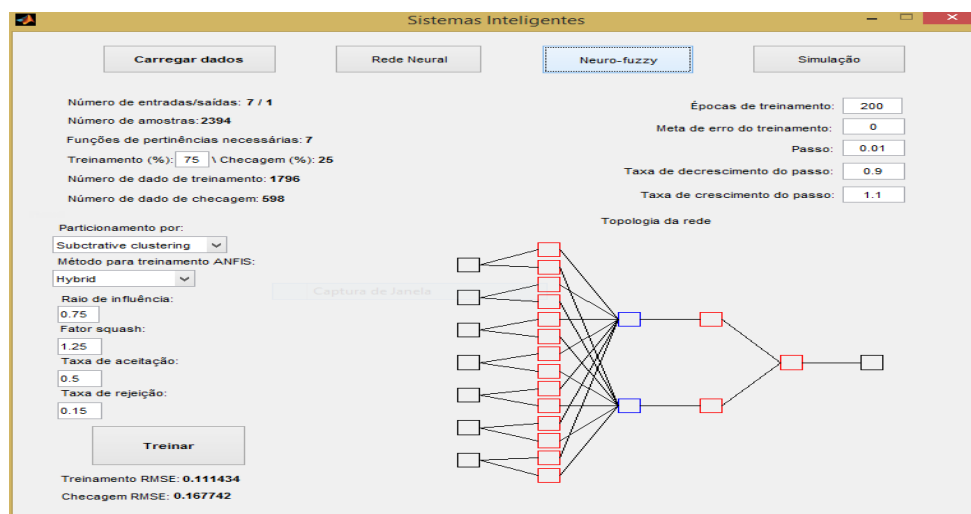 Sistemas Inteligentes
Carregar dados
Rede Neural
Neuro-fuzzy
Simulação
Número de entradas/saídas: 7 / 1
Número de amostras: 2394
Funções de pertinências necessárias: 7
Treinamento (%): 75 \ Checagem (%): 25
Número de dado de treinamento: 1796
Número de dado de checagem: 598
Épocas de treinamento: 200
Meta de erro do treinamento: 0
Passo: 0.01
Taxa de decrescimento do passo: 0.9
Taxa de crescimento do passo: 1.1
Particionamento por:
Subctrative clustering
Método para treinamento ANFIS:
Hybrid
Raio de influência:
0.75
Fator squash:
1.25
Taxa de aceitação:
0.5
Taxa de rejeição:
0.15
Treinar
Treinamento RMSE: 0.111434
Checagem RMSE: 0.167742
Topologia da rede
Captura de Janela